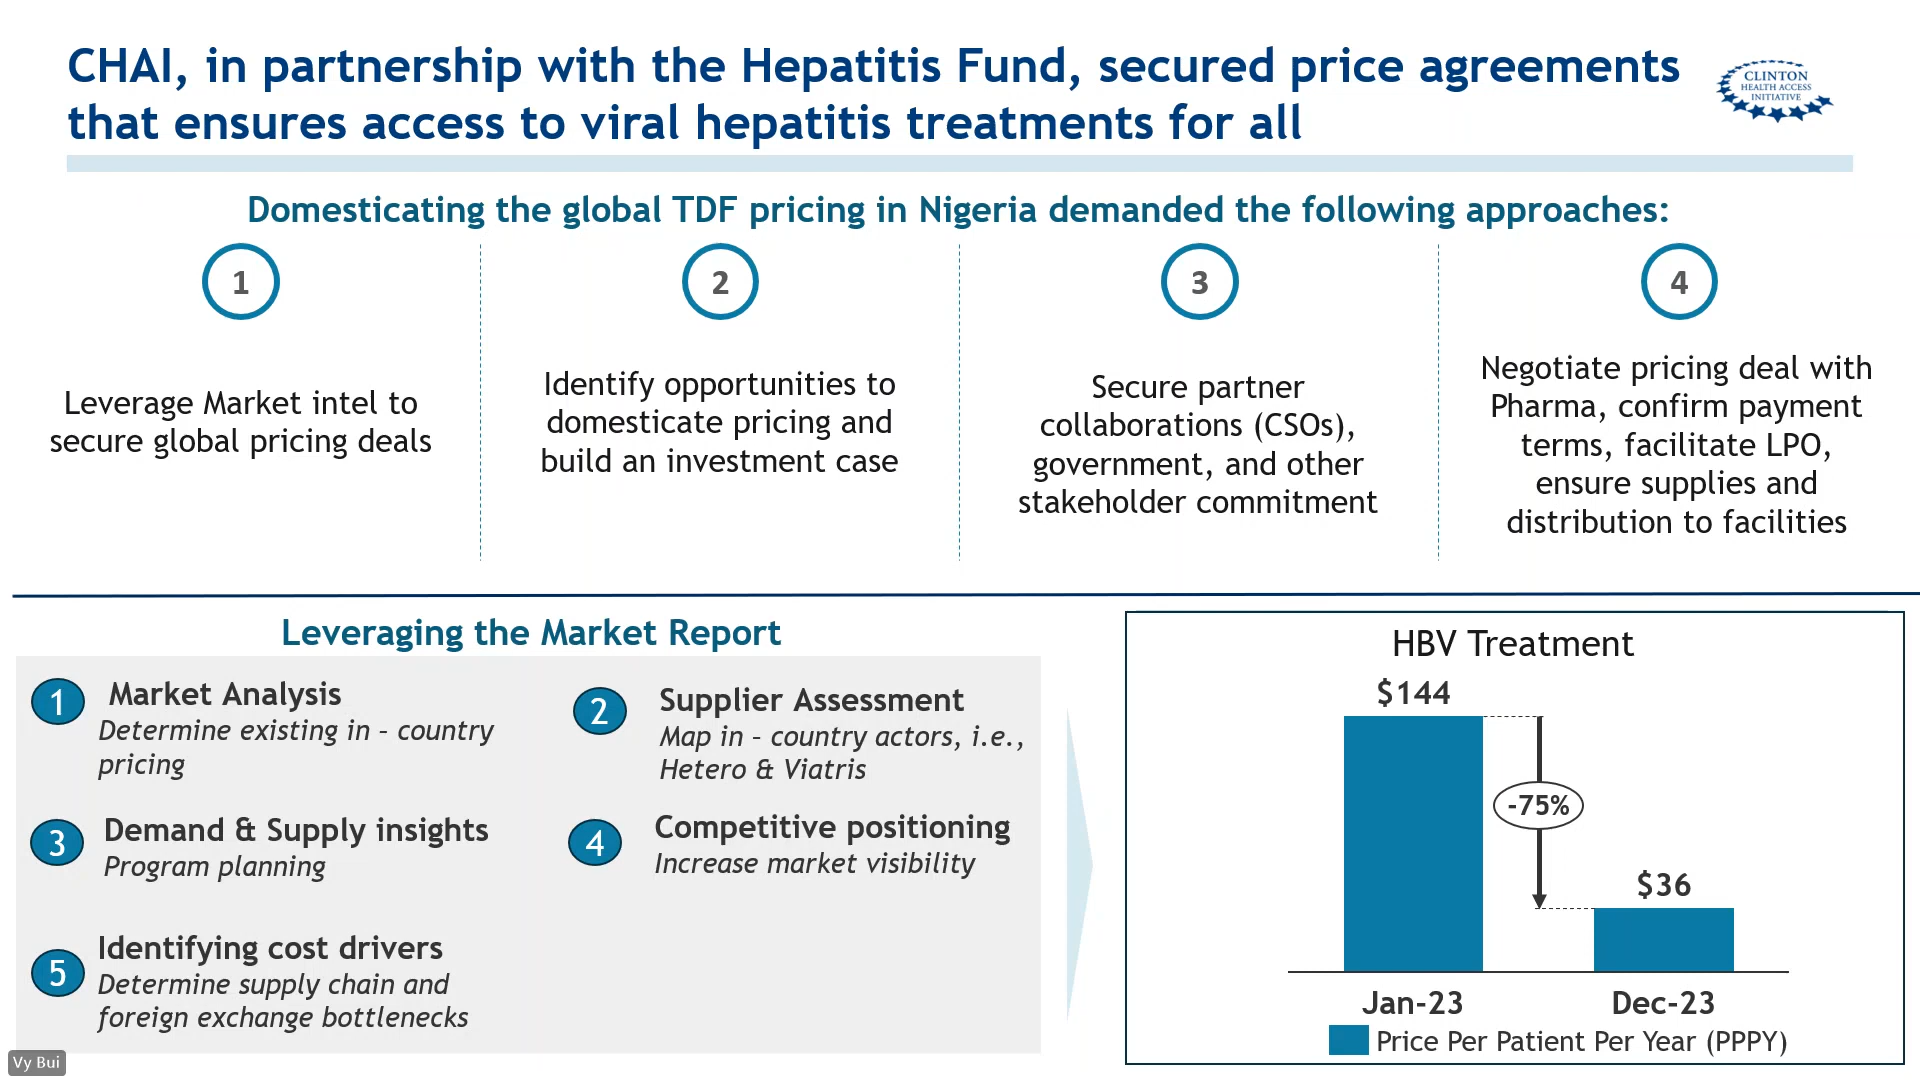 CHAI, in partnership with the Hepatitis Fund, secured price agreements
that ensures access to viral hepatitis treatments for all
CLINTON
HEALTH ACCESS
INITIATIVE
Domesticating the global TDF pricing in Nigeria demanded the following approaches:
1
Leverage Market intel to
secure global pricing deals
2
Identify opportunities to
domesticate pricing and
build an investment case
3
Secure partner
collaborations (CSOs),
government, and other
stakeholder commitment
4
Negotiate pricing deal with
Pharma, confirm payment
terms, facilitate LPO,
ensure supplies and
distribution to facilities
Leveraging the Market Report
1
Market Analysis
Determine existing in – country
pricing
2
Supplier Assessment
Map in – country actors, i.e.,
Hetero & Viatris
3
Demand & Supply insights
Program planning
4
Competitive positioning
Increase market visibility
5
Identifying cost drivers
Determine supply chain and
foreign exchange bottlenecks
HBV Treatment
$144
-75%
$36
Jan-23
Dec-23
Price Per Patient Per Year (PPPY)
Vy Bui